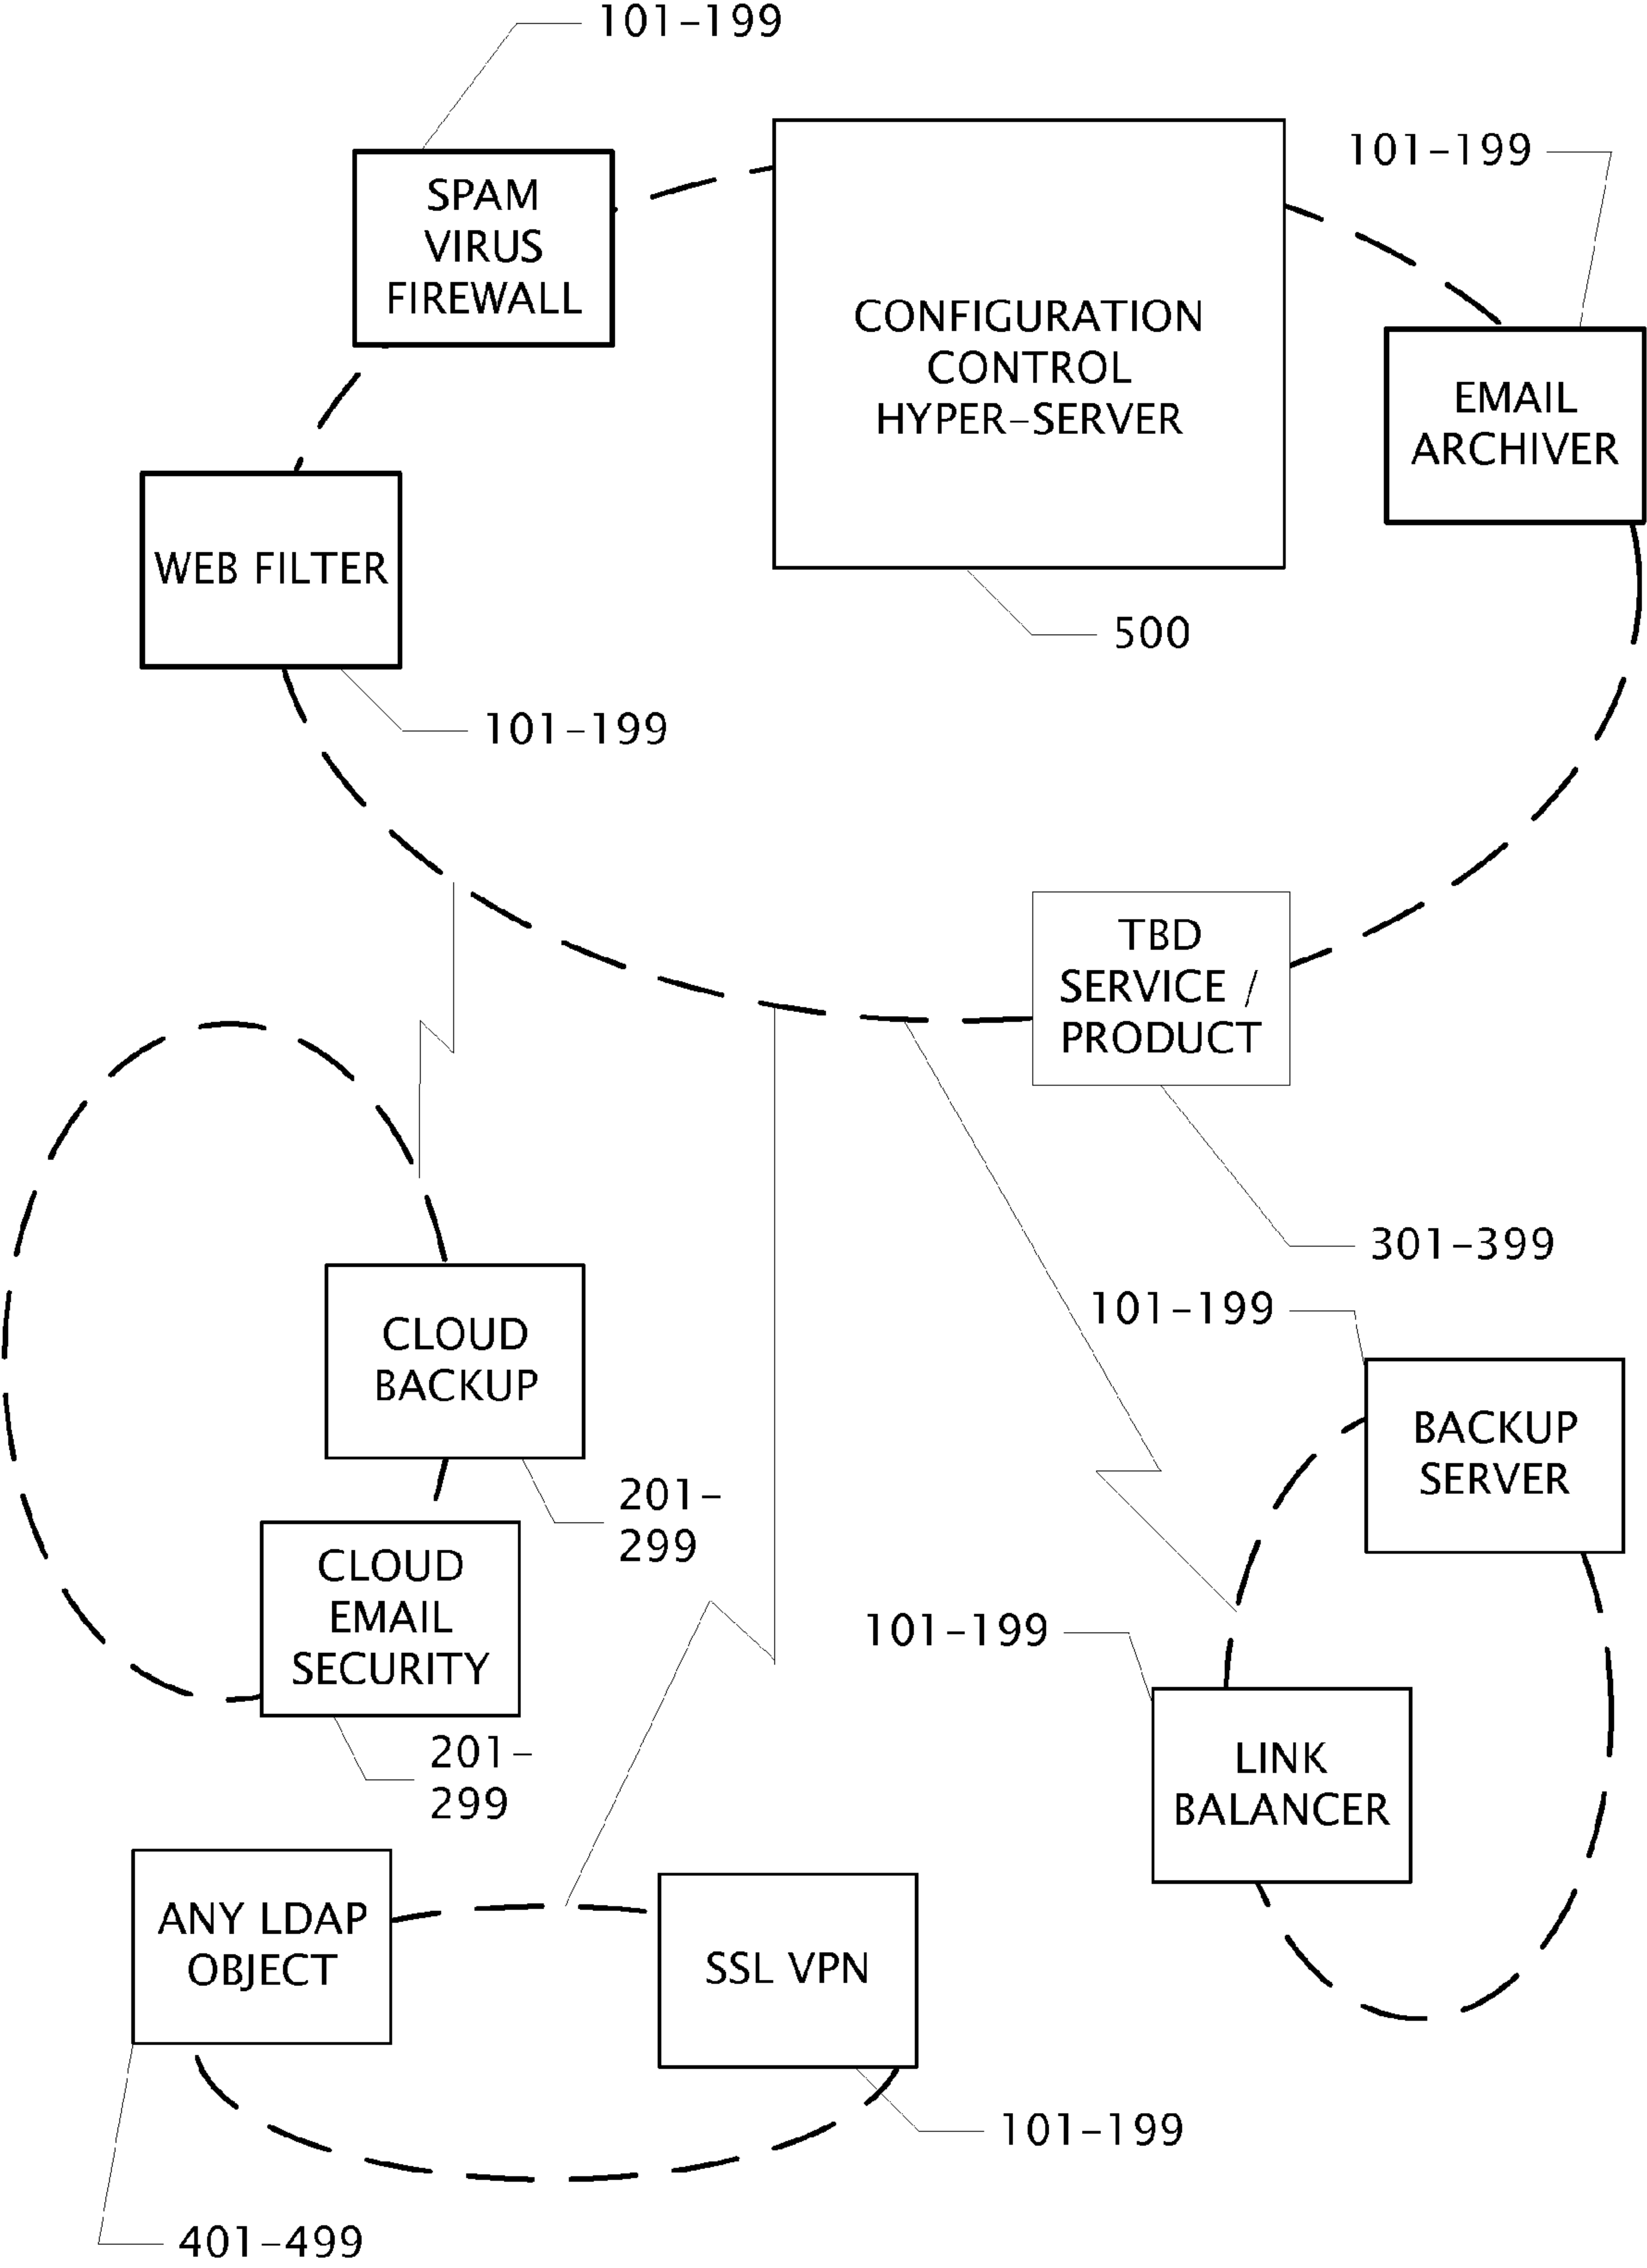 101-199
SPAM
VIRUS
FIREWALL
101-199
CONFIGURATION
CONTROL
HYPER-SERVER
EMAIL
ARCHIVER
WEB FILTER
500
101-199
TBD
SERVICE /
PRODUCT
301-399
101-199
CLOUD
BACKUP
BACKUP
SERVER
201-
299
CLOUD
EMAIL
SECURITY
101-199
201-
299
LINK
BALANCER
ANY LDAP
OBJECT
SSL VPN
101-199
401-499